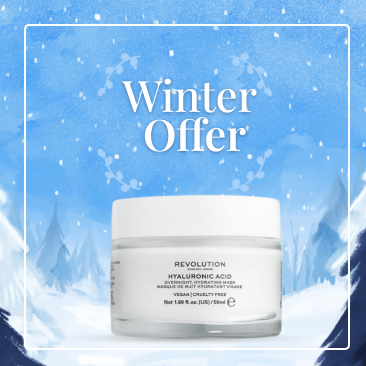 Winter
Offer
REVOLUTION
HYALURONIC ACID
OVERNIGHT, HYDRATING MASK
MASQUE DE NUIT HYDRATANT VISAGE
VEGAN | CRUELTY FREE
Net 1.69 fl oz. (US) / 50ml e